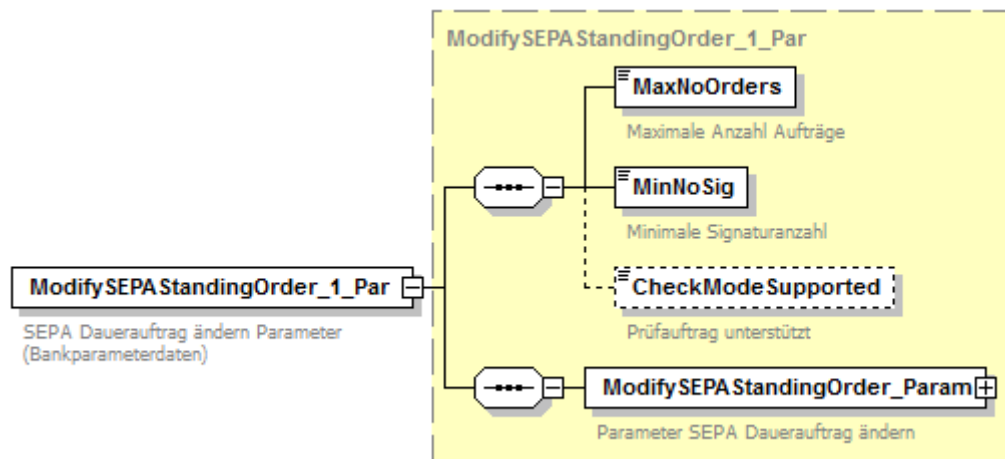 ModifySEPAStandingOrder_1_Par
MaxNoOrders
Maximale Anzahl Aufträge
MinNoSig
Minimale Signaturanzahl
CheckModeSupported
Prüfauftrag unterstützt
ModifySEPAStandingOrder_1_Par
SEPA Dauerauftrag ändern Parameter
(Bankparameterdaten)
ModifySEPAStandingOrder_Param
Parameter SEPA Dauerauftrag ändern